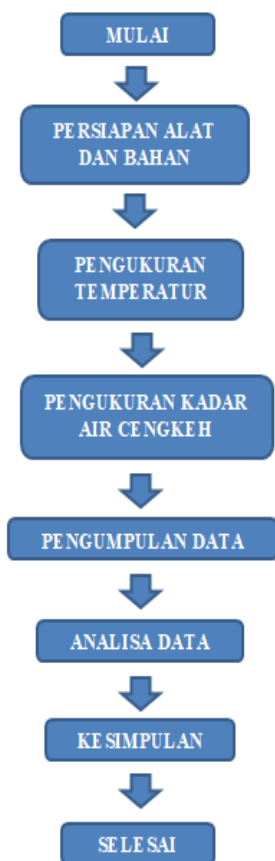 MULAI
PERSIAPAN ALAT
DAN BAHAN
PENGUKURAN
TEMPERATUR
PENGUKURAN KADAR
AIR CENGKEH
PENGUMPULAN DATA
ANALISA DATA
KESIMPULAN
SELESAI